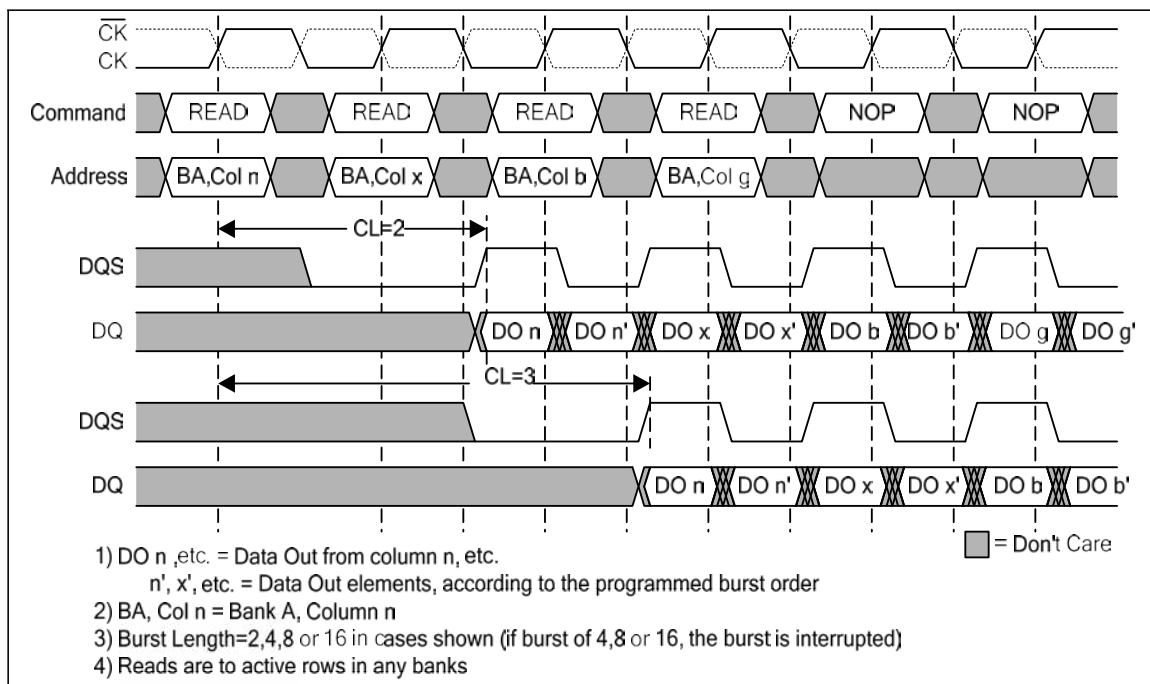 CK
CK
Command READ READ READ READ NOP NOP
Address BA,Col n BA,Col x BA,Col b BA,Col g
CL=2
DQS
DQ DO n DO n' DO x DO x' DO b DO b' DO g DO g'
CL=3
DQS
DQ DO n DO n' DO x DO x' DO b DO b'
= Don't Care
1) DO n ,etc. = Data Out from column n, etc.
n', x', etc. = Data Out elements, according to the programmed burst order
2) BA, Col n = Bank A, Column n
3) Burst Length=2,4,8 or 16 in cases shown (if burst of 4,8 or 16, the burst is interrupted)
4) Reads are to active rows in any banks